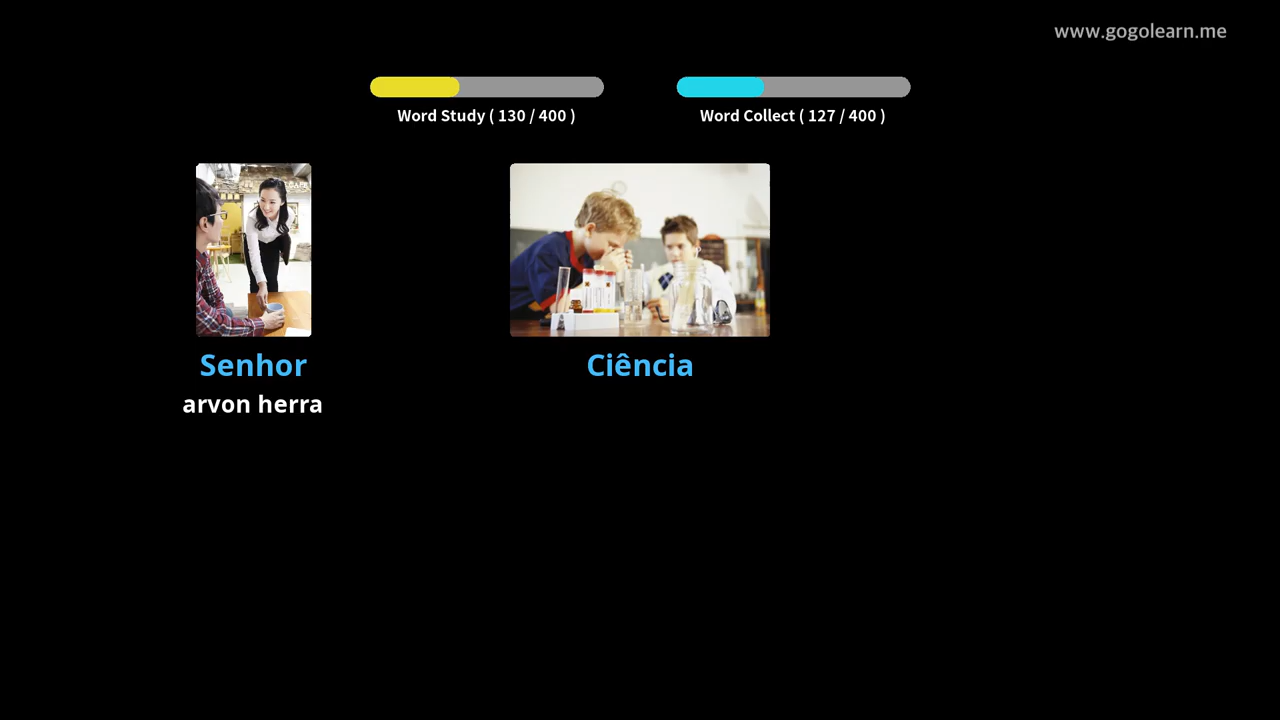 www.gogolearn.me
Word Study ( 130 / 400 )
Word Collect ( 127 / 400 )
Senhor
arvon herra
Ciência